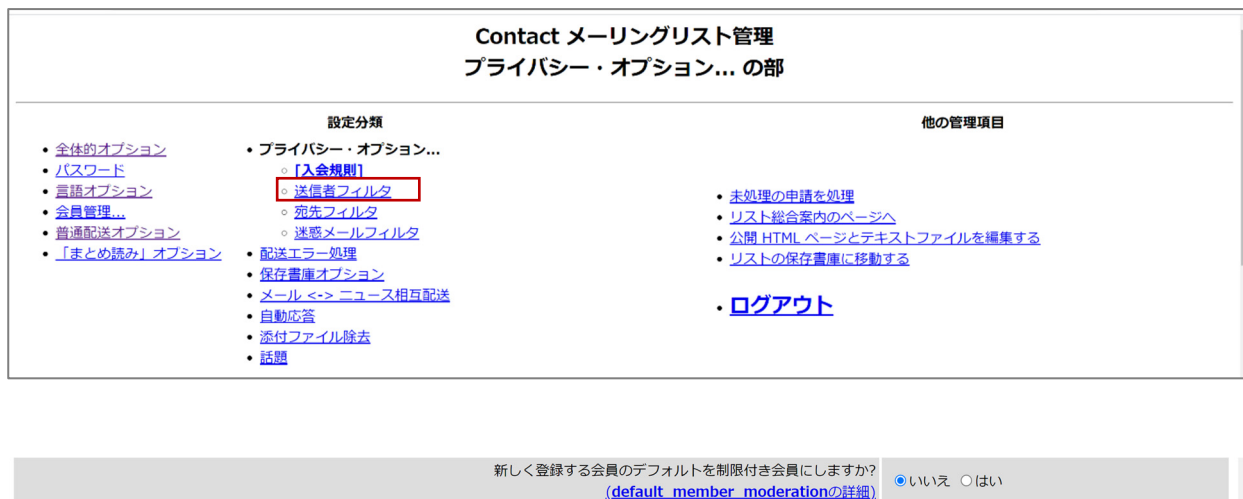 Contact メーリングリスト管理
プライバシー・オプション... の部
設定分類
全体的オプション
パスワード
言語オプション
会員管理...
普通配送オプション
「まとめ読み」オプション
プライバシー・オプション...
[入会規則]
送信者フィルタ
宛先フィルタ
迷惑メールフィルタ
配送エラー処理
保存書庫オプション
メール <-> ニュース相互配送
自動応答
添付ファイル除去
話題
他の管理項目
未処理の申請を処理
リスト総合案内のページへ
公開 HTML ページとテキストファイルを編集する
リストの保存書庫に移動する
ログアウト
新しく登録する会員のデフォルトを制限付き会員にしますか?
(default_member_moderationの詳細)
いいえ はい